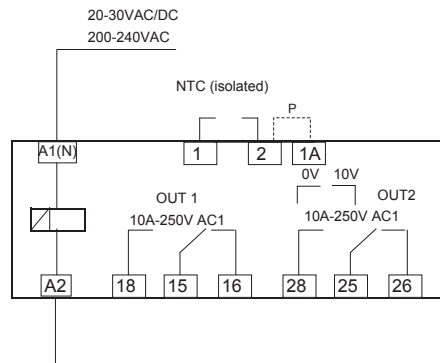 20-30VAC/DC
200-240VAC
NTC (isolated)
P
A1(N) 1 2 1A
0V 10V
OUT 1 OUT2
10A-250V AC1 10A-250V AC1
A2 18 15 16 28 25 26